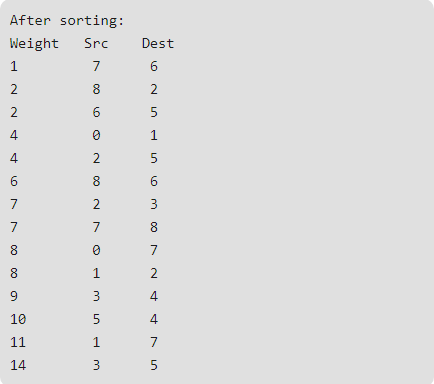 After sorting:
Weight   Src    Dest
1         7      6
2         8      2
2         6      5
4         0      1
4         2      5
6         8      6
7         2      3
7         7      8
8         0      7
8         1      2
9         3      4
10        5      4
11        1      7
14        3      5